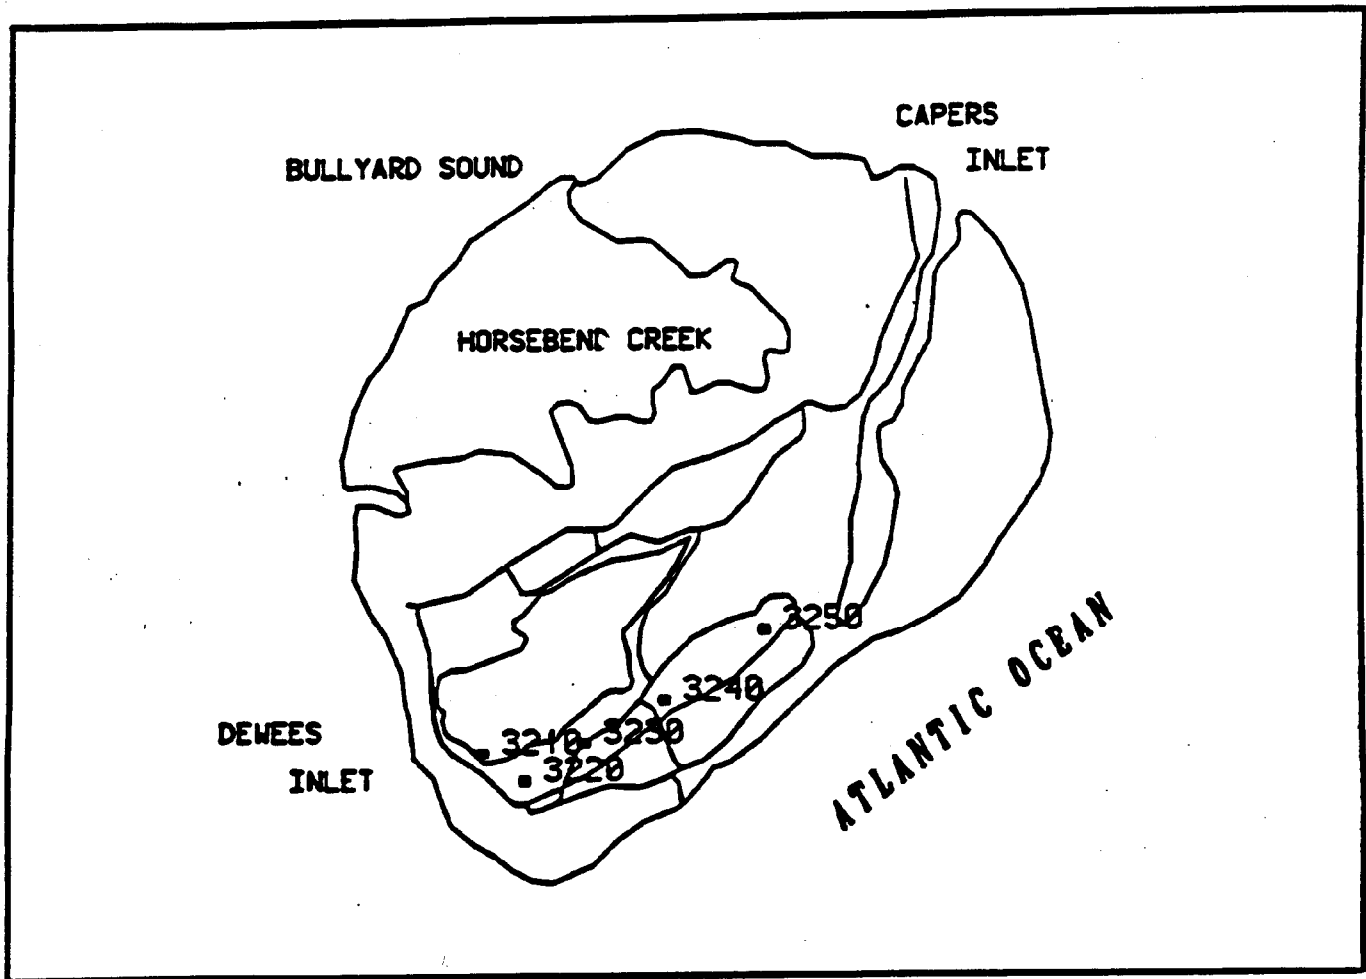 CAPERS
INLET
BULLYARD SOUND
HORSEBEND CREEK
3250
ATLANTIC OCEAN
3240
DEWEES
INLET
3230
3210
3220